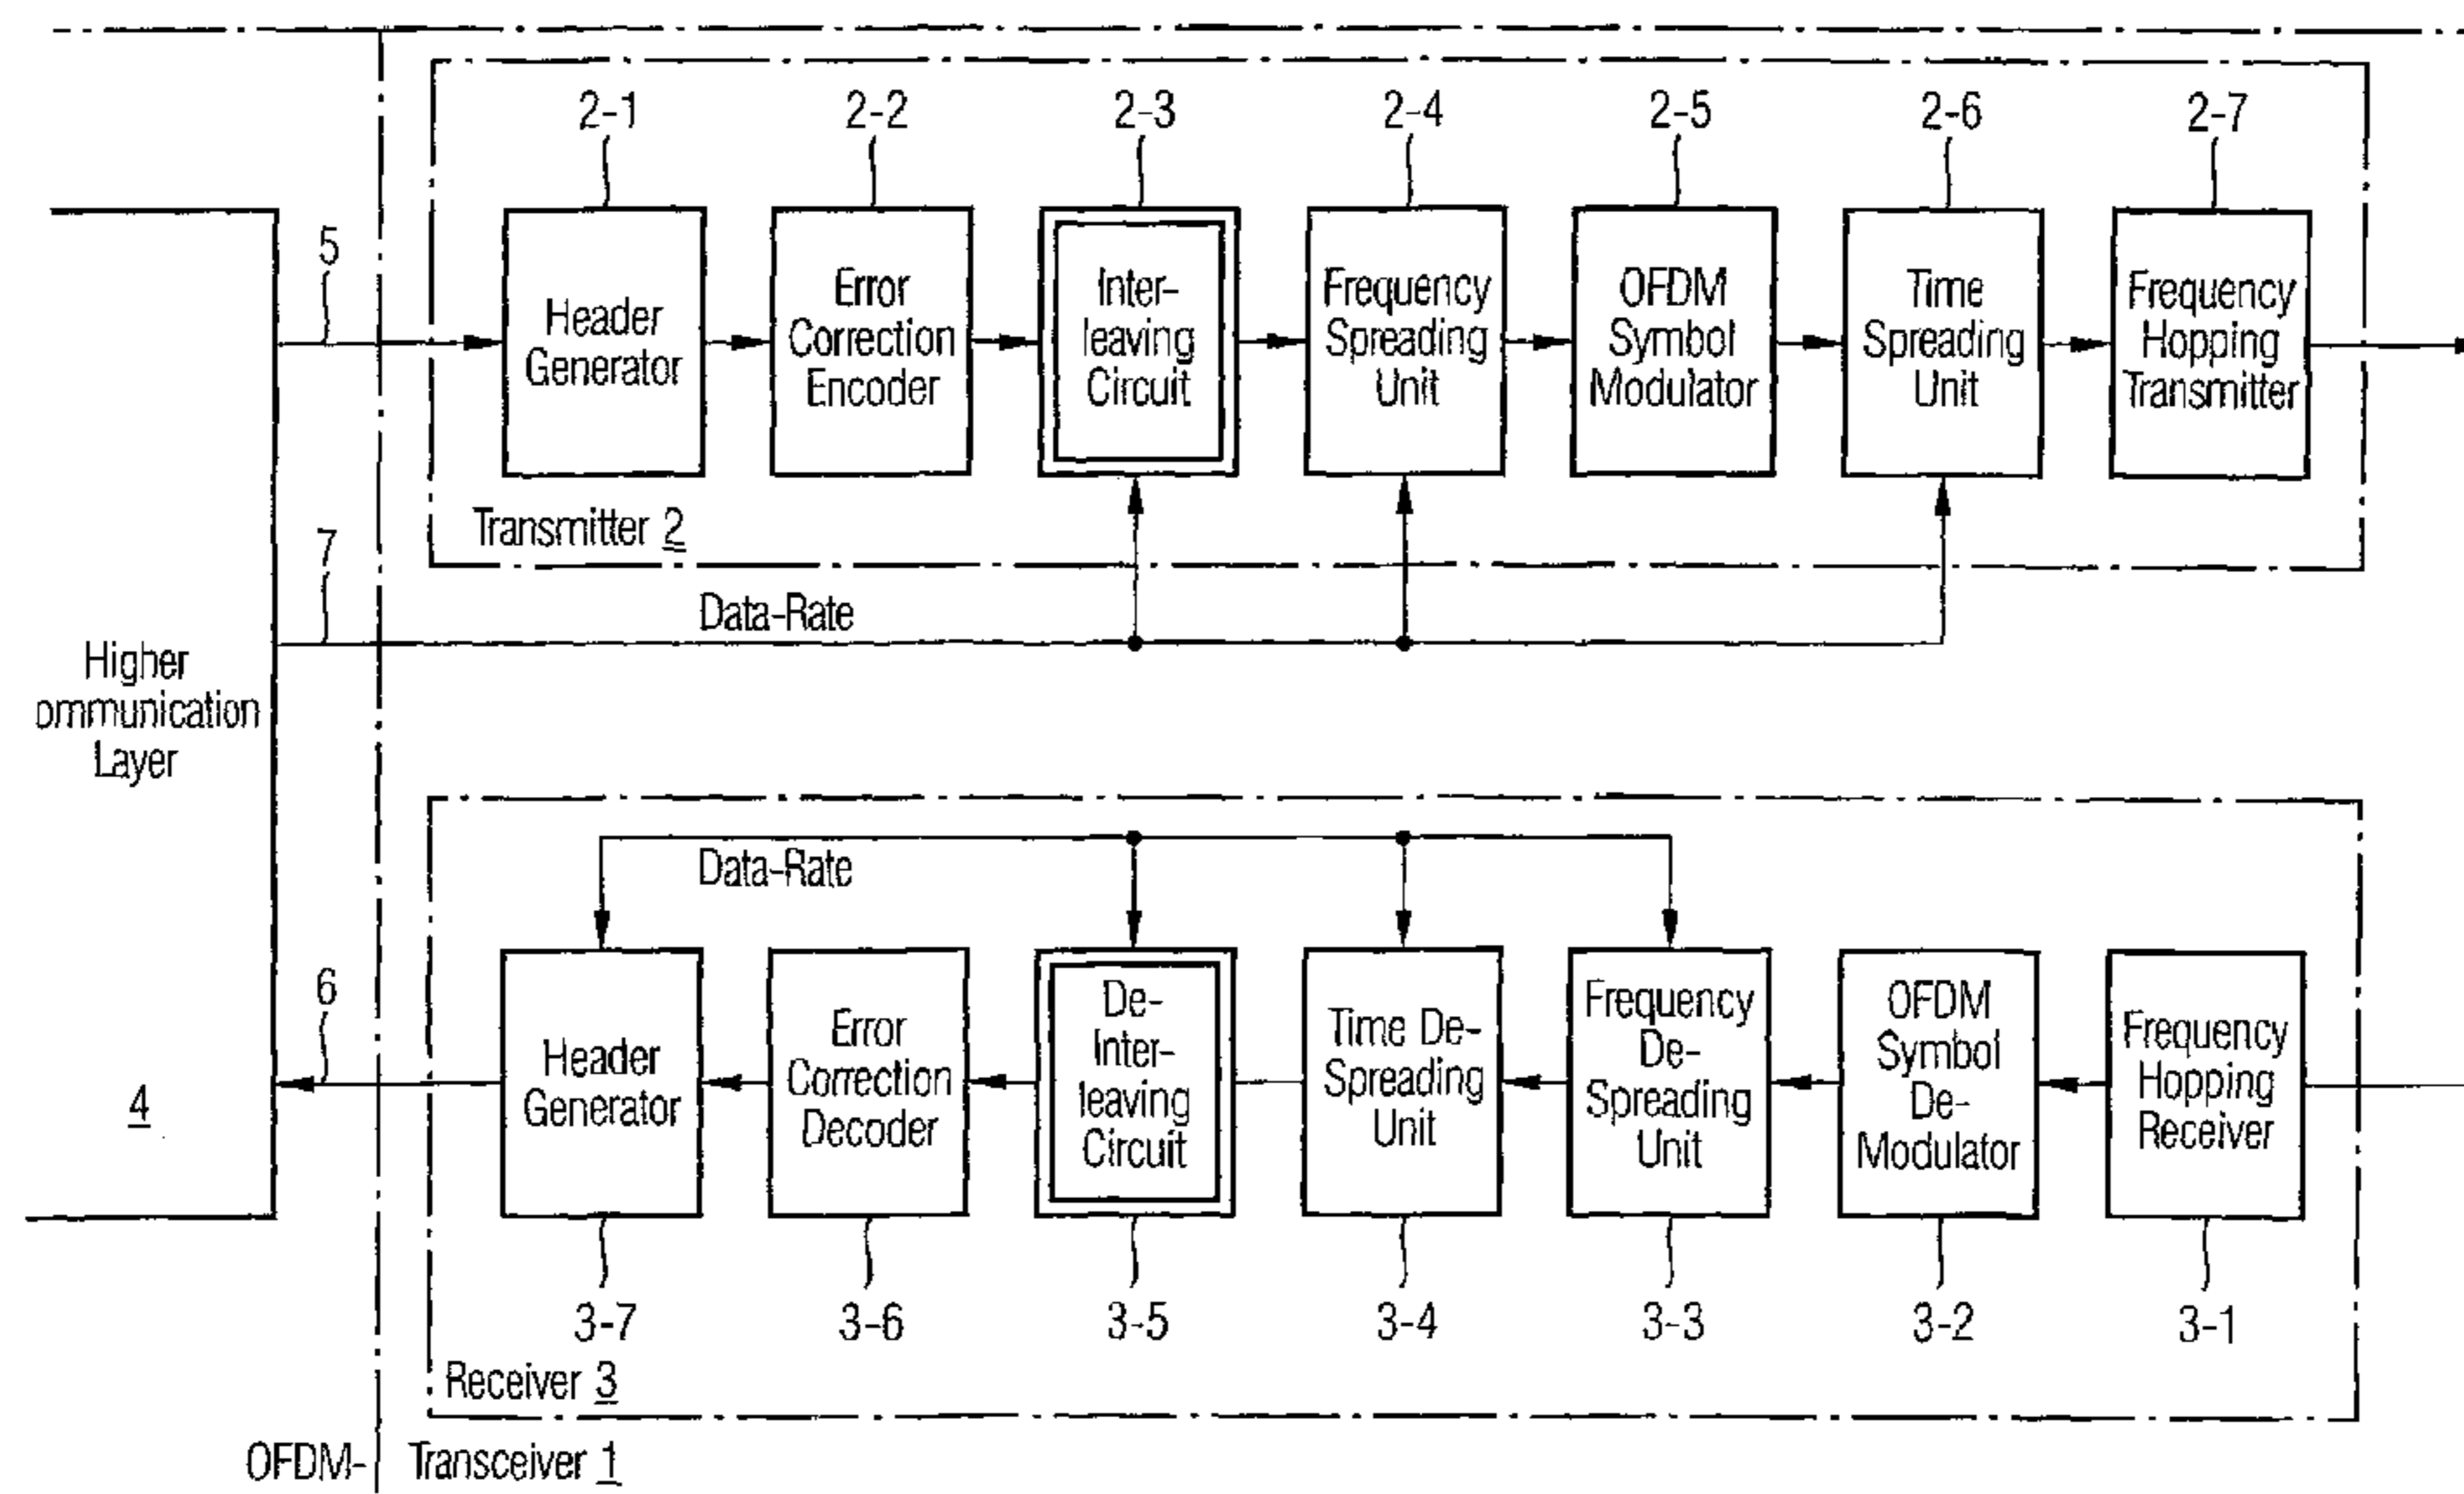 2-1 2-2 2-3 2-4 2-5 2-6 2-7
5
Header
Generator
Error
Correction
Encoder
Inter-
leaving
Circuit
Frequency
Spreading
Unit
OFDM
Symbol
Modulator
Time
Spreading
Unit
Frequency
Hopping
Transmitter
Transmitter 2
7
Data-Rate
Higher
ommunication
Layer
Data-Rate
6
4
Header
Generator
Error
Correction
Decoder
De-
Inter-
leaving
Circuit
Time De-
Spreading
Unit
Frequency
De-
Spreading
Unit
OFDM
Symbol
De-
Modulator
Frequency
Hopping
Receiver
3-7 3-6 3-5 3-4 3-3 3-2 3-1
Receiver 3
OFDM- Transceiver 1